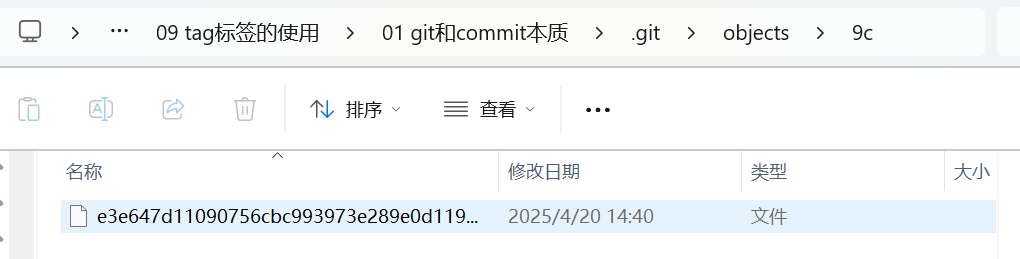 ··· 09 tag标签的使用 01 git和commit本质 .git objects 9c
排序 查看 ···
名称 修改日期 类型 大小
e3e647d11090756cbc993973e289e0d119... 2025/4/20 14:40 文件